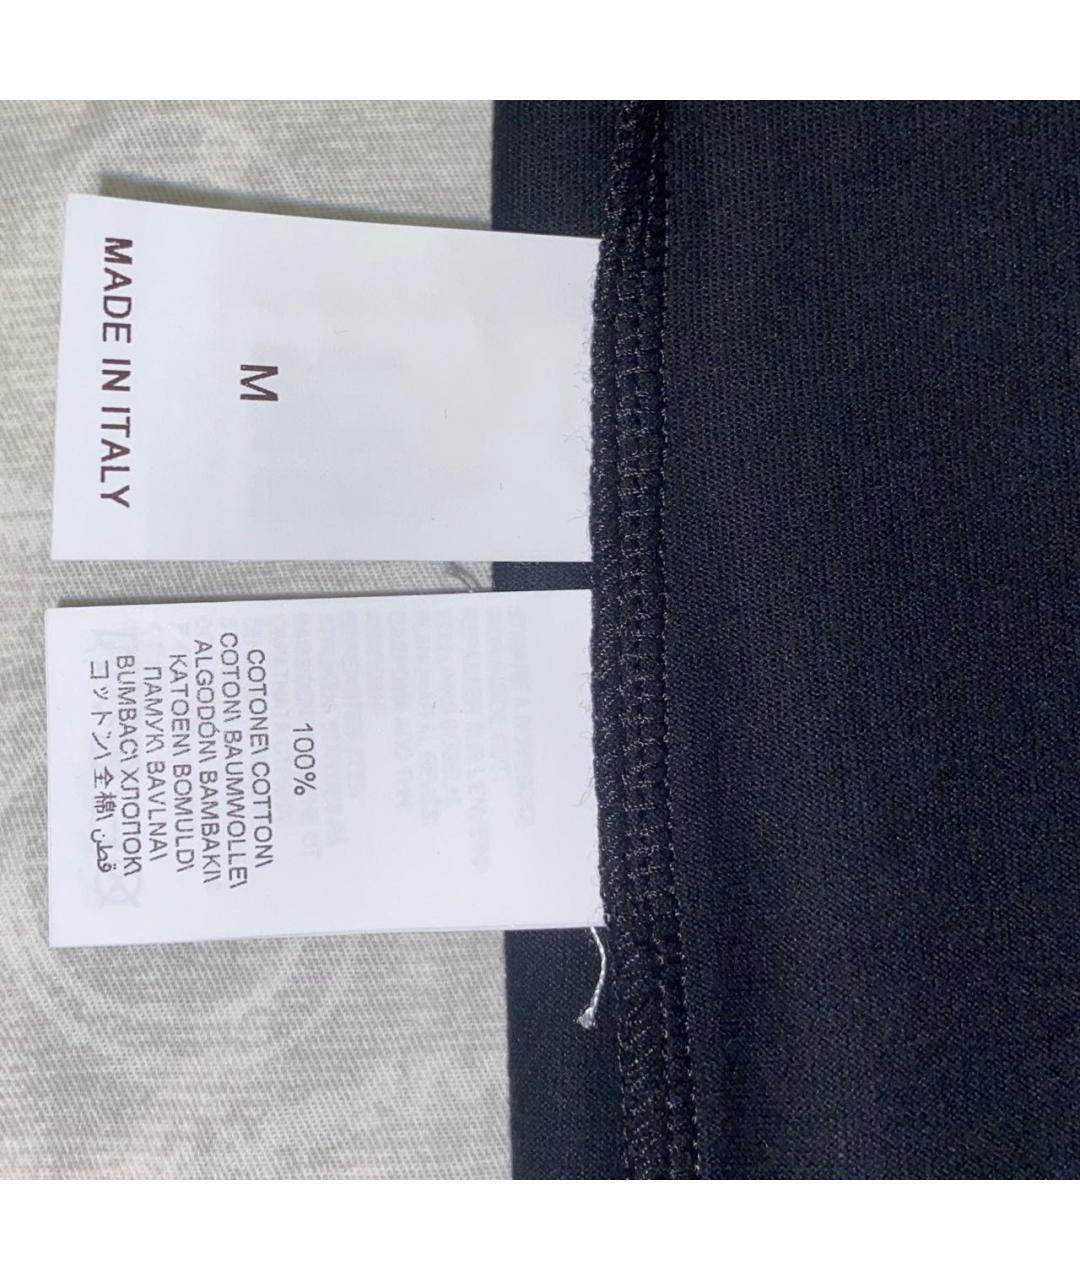 M
MADE IN ITALY
100%
COTONE\ COTTON\
COTON\ BAUMWOLLE\
ALGODÓN\ BAMBAKI\
KATOEN\ BOMULD\
ПАМУК\ BAVLNA\
BUMBAC\ ХЛОПОК\
コットン\ 全棉\ قطن